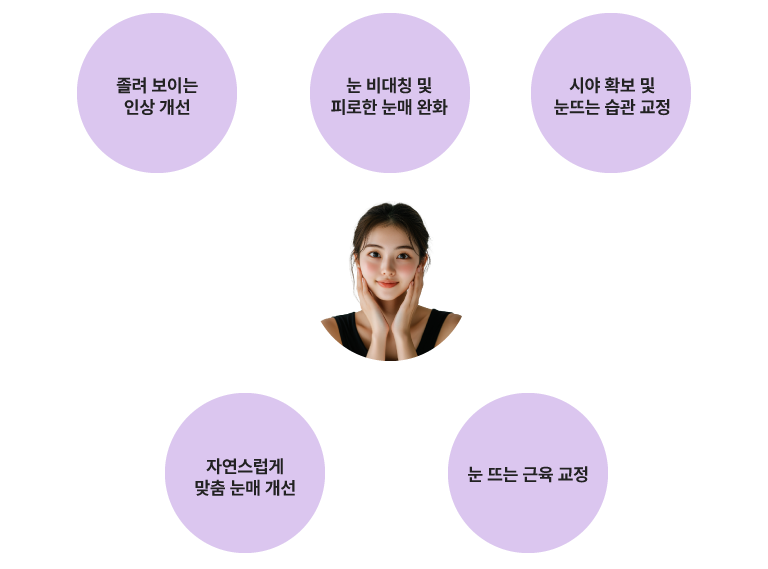 졸려 보이는
인상 개선
눈 비대칭 및
피로한 눈매 완화
시야 확보 및
눈뜨는 습관 교정
자연스럽게
맞춤 눈매 개선
눈 뜨는 근육 교정